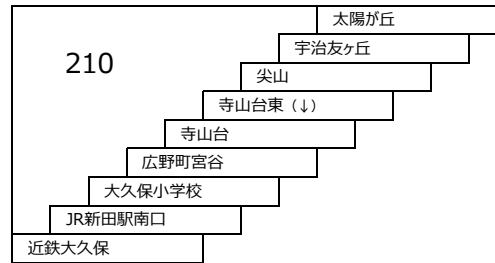 太陽が丘
宇治友ヶ丘
210
尖山
寺山台東（↓）
寺山台
広野町宮谷
大久保小学校
JR新田駅南口
近鉄大久保